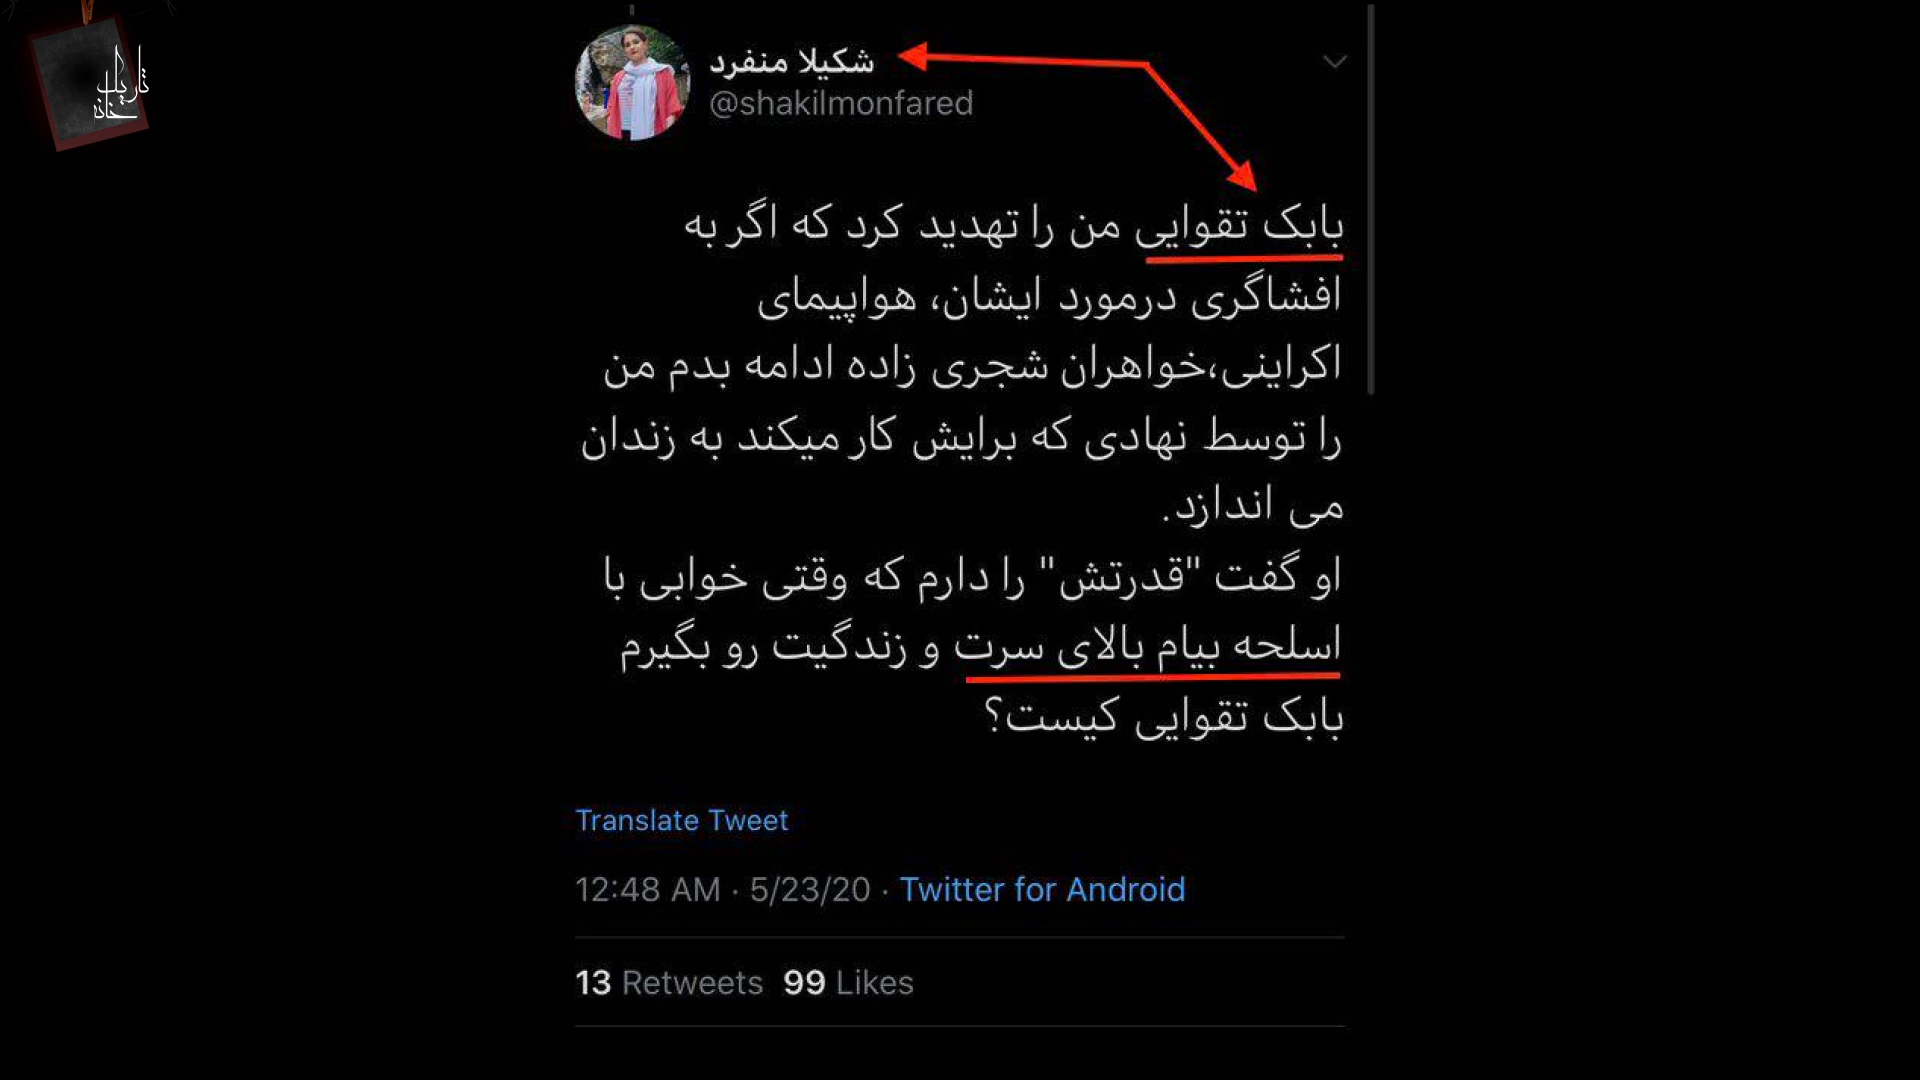 تاریک
خانه
شکیلا منفرد
@shakilmonfared
بابک تقوایی من را تهدید کرد که اگر به
افشاگری درمورد ایشان، هواپیمای
اکراینی،خواهران شجری زاده ادامه بدم من
را توسط نهادی که برایش کار میکند به زندان
می اندازد.
او گفت "قدرتش" را دارم که وقتی خوابی با
اسلحه بیام بالای سرت و زندگیت رو بگیرم
بابک تقوایی کیست؟
Translate Tweet
12:48 AM · 5/23/20 · Twitter for Android
13 Retweets 99 Likes